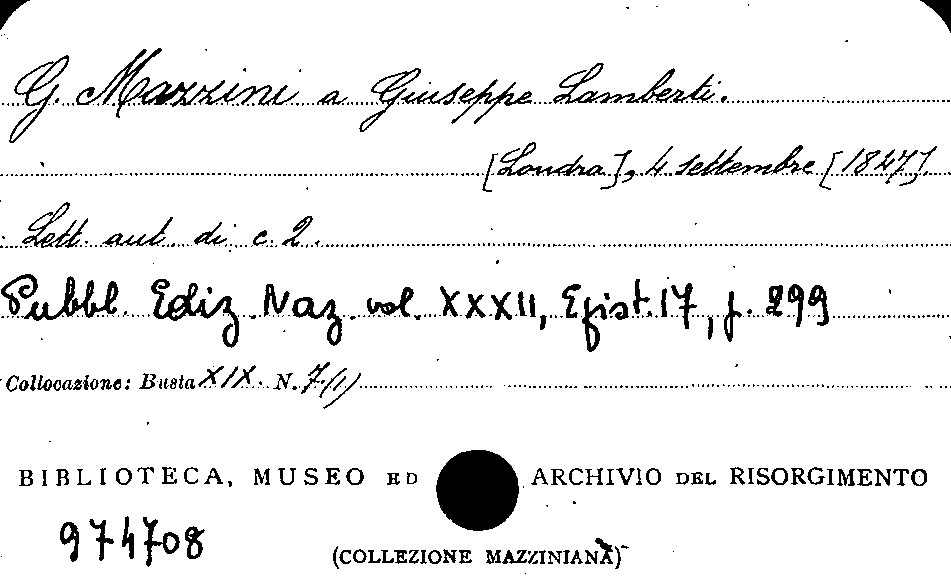 G. Mazzini a Giuseppe Lamberti.
[Londra], 4 settembre [1847].
Lett. aut. di c. 2.
Pubbl. Ediz. Naz. vol. XXXII, Epist. 17, p. 299
Collocazione: Busta XIX. N. 7(1)
BIBLIOTECA, MUSEO ED ARCHIVIO DEL RISORGIMENTO
974708
(COLLEZIONE MAZZINIANA)